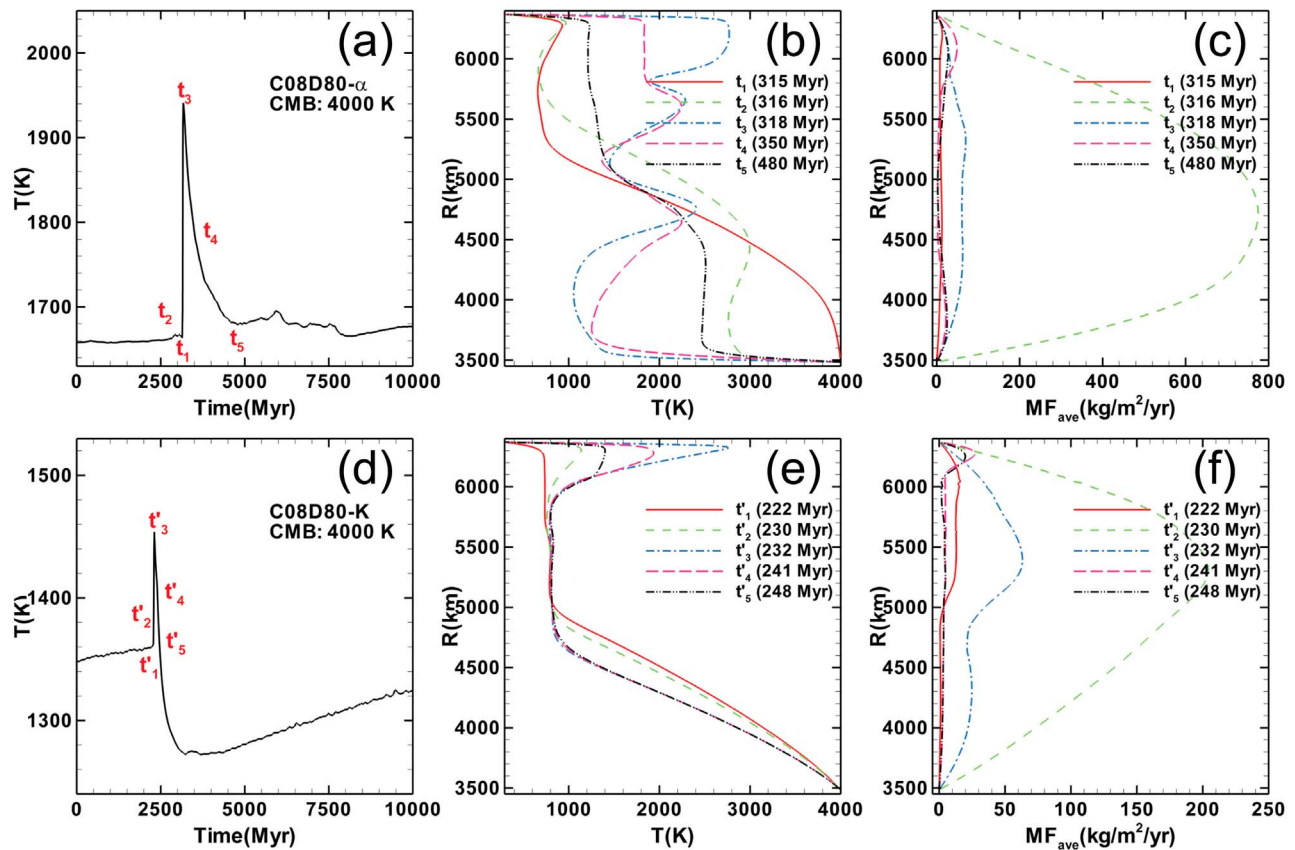 (a)
C08D80-α
CMB: 4000 K
T(K)
2000
1900
1800
1700
t3
t4
t2
t1
t5
0 2500 5000 7500 10000
Time(Myr)
(b)
R(km)
6000
5500
5000
4500
4000
3500
t1 (315 Myr)
t2 (316 Myr)
t3 (318 Myr)
t4 (350 Myr)
t5 (480 Myr)
1000 2000 3000 4000
T(K)
(c)
R(km)
6000
5500
5000
4500
4000
3500
t1 (315 Myr)
t2 (316 Myr)
t3 (318 Myr)
t4 (350 Myr)
t5 (480 Myr)
0 200 400 600 800
MFave(kg/m²/yr)
(d)
C08D80-K
CMB: 4000 K
T(K)
1500
1400
1300
t'3
t'4
t'2
t'5
t'1
0 2500 5000 7500 10000
Time(Myr)
(e)
R(km)
6000
5500
5000
4500
4000
3500
t'1 (222 Myr)
t'2 (230 Myr)
t'3 (232 Myr)
t'4 (241 Myr)
t'5 (248 Myr)
1000 2000 3000 4000
T(K)
(f)
R(km)
6000
5500
5000
4500
4000
3500
t'1 (222 Myr)
t'2 (230 Myr)
t'3 (232 Myr)
t'4 (241 Myr)
t'5 (248 Myr)
0 50 100 150 200 250
MFave(kg/m²/yr)